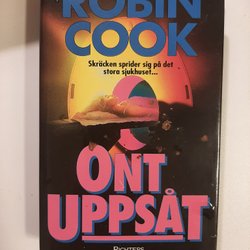 ROBIN
COOK
Skräcken sprider sig på det
stora sjukhuset...
ONT
UPPSÅT
RICHTERS